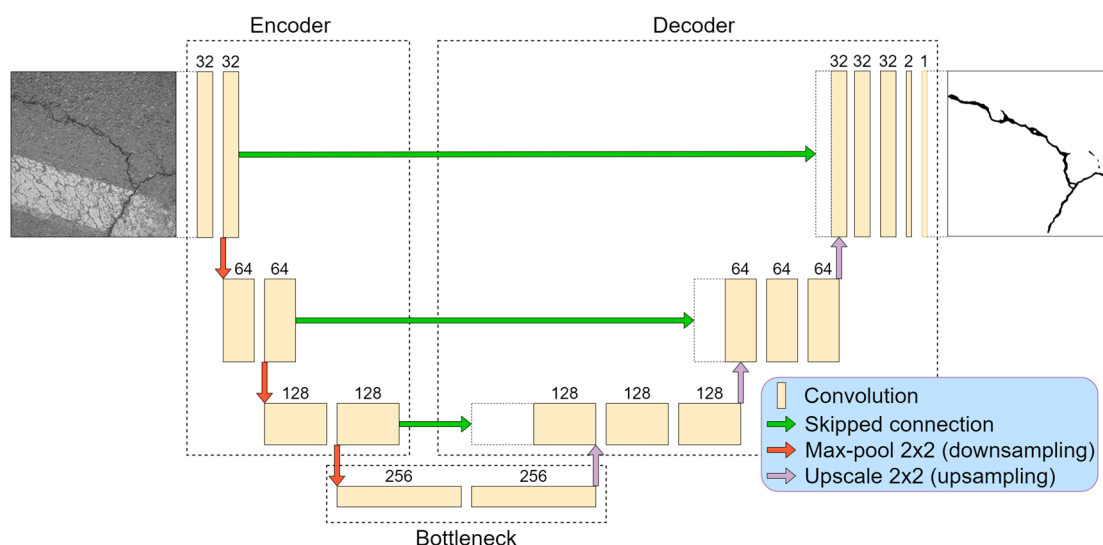 Encoder
Decoder
32 32
32 32 32 2 1
64 64
64 64 64
128 128
128 128 128
256 256
Bottleneck
Convolution
Skipped connection
Max-pool 2x2 (downsampling)
Upscale 2x2 (upsampling)